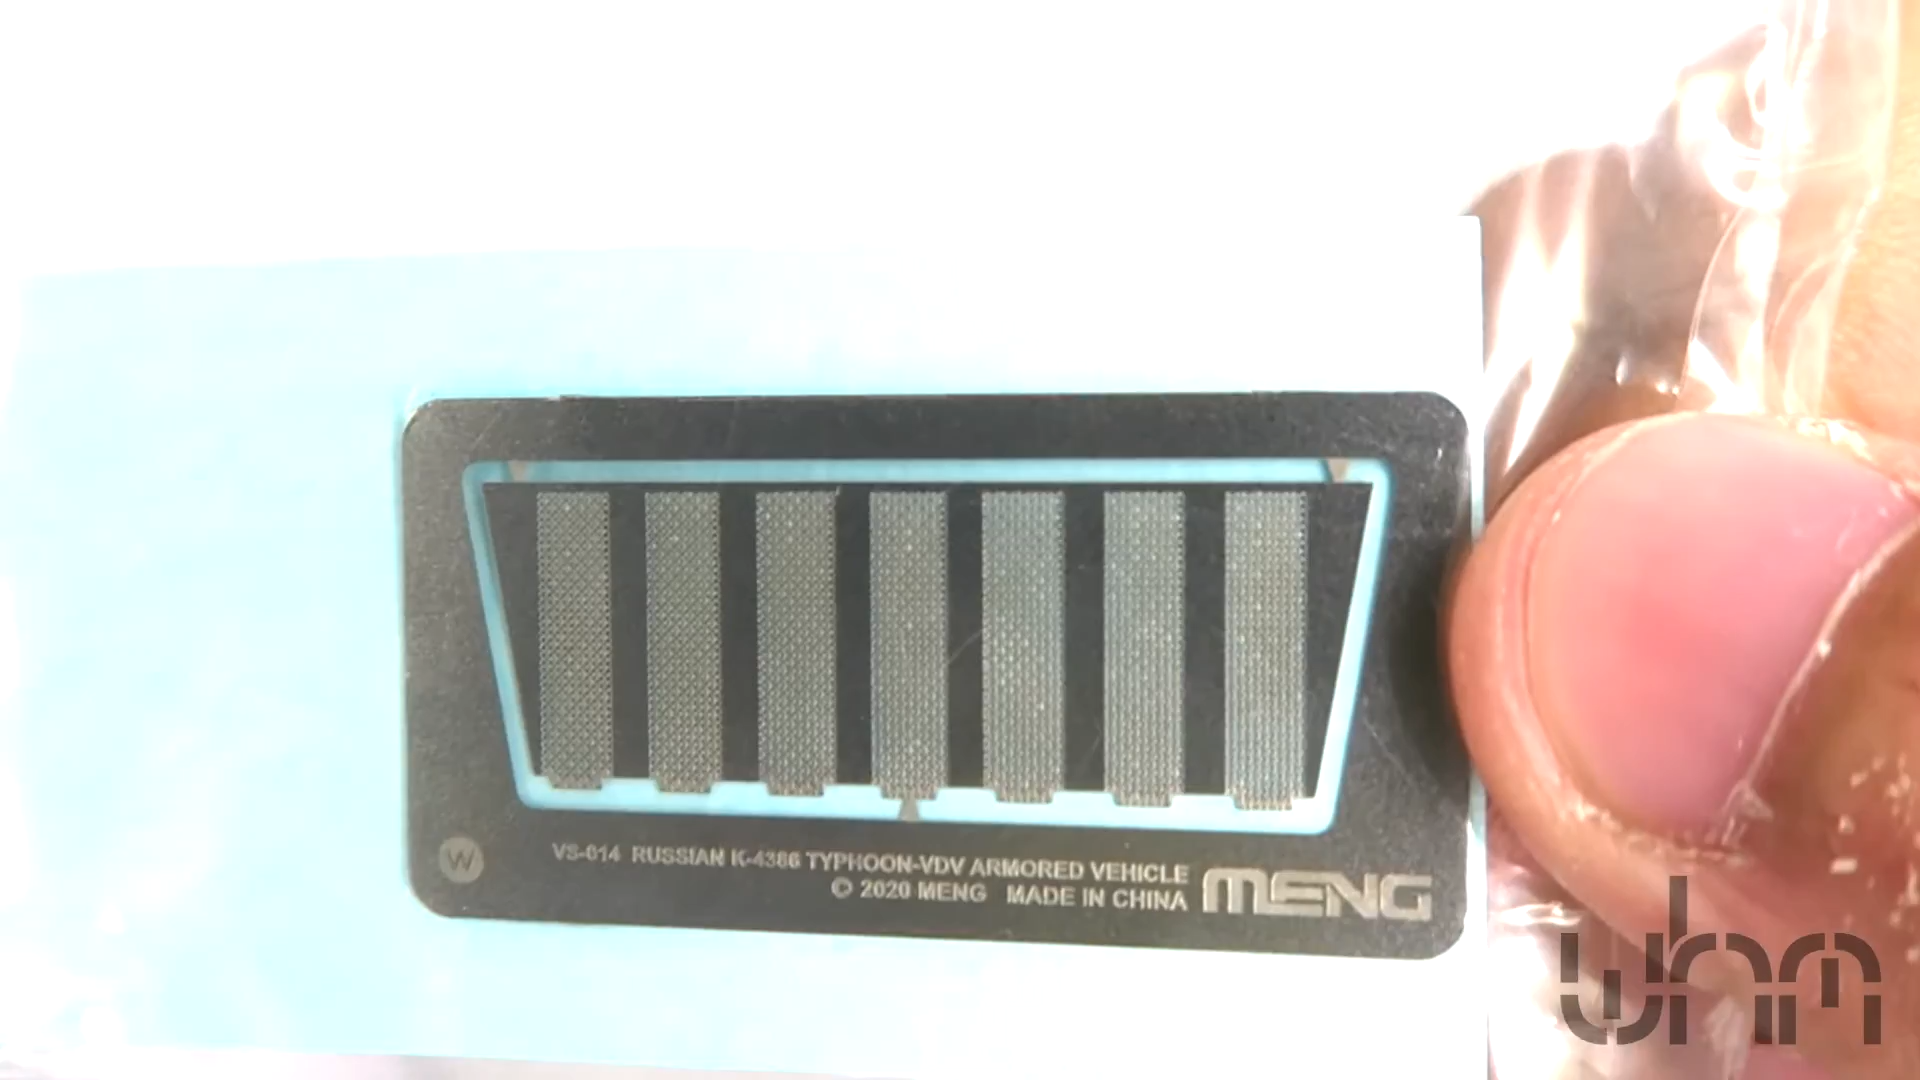 W
VS-014 RUSSIAN K-4386 TYPHOON-VDV ARMORED VEHICLE
© 2020 MENG MADE IN CHINA
MENG
whm